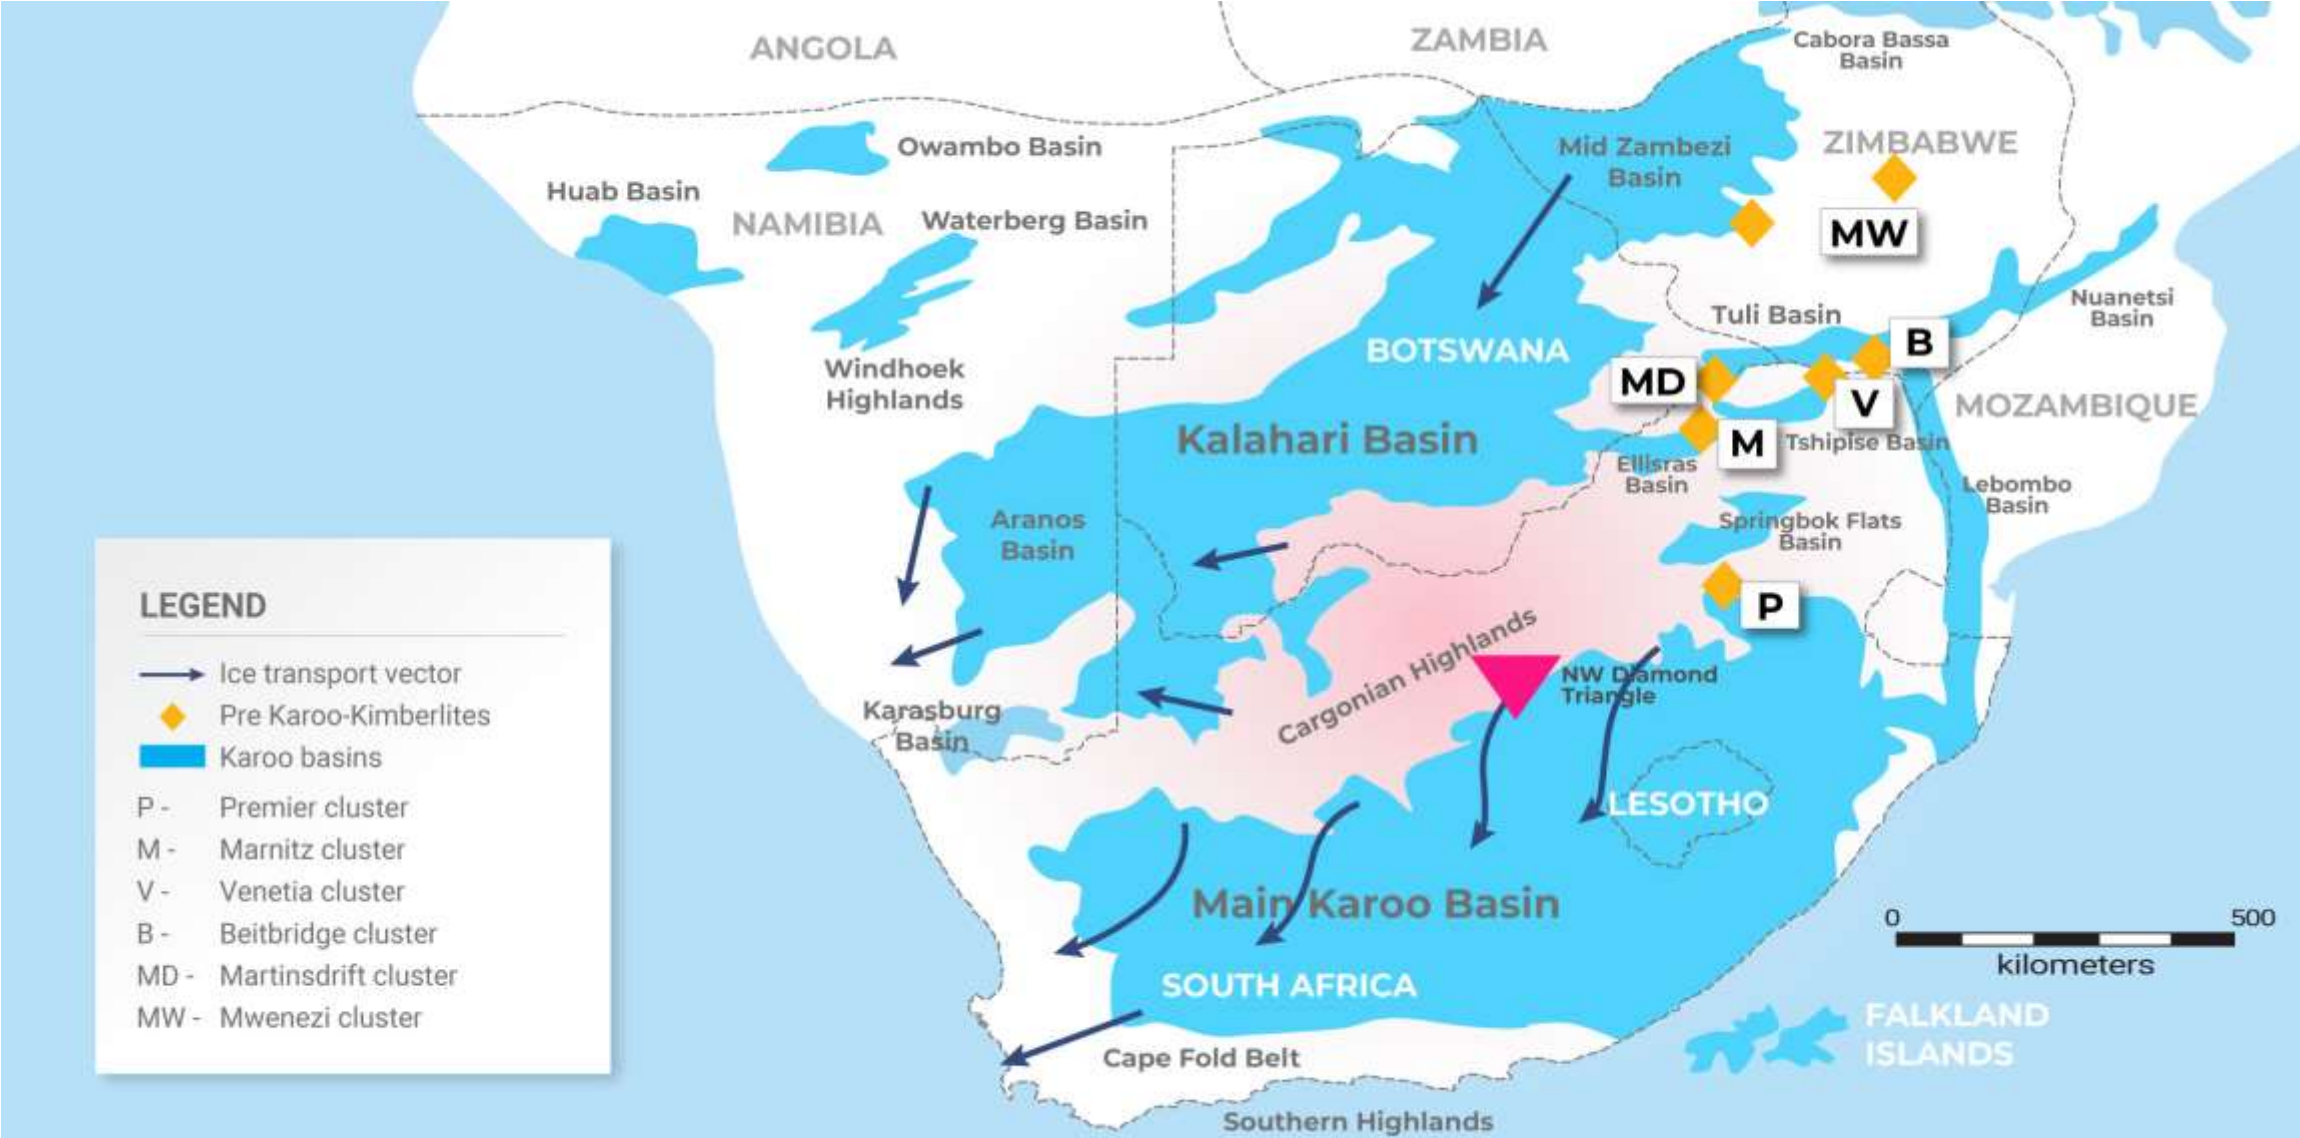 ANGOLA
ZAMBIA
Cabora Bassa
Basin
Owambo Basin
Mid Zambezi
Basin
ZIMBABWE
Huab Basin
NAMIBIA
Waterberg Basin
MW
Tuli Basin
Nuanetsi
Basin
BOTSWANA
B
Windhoek
Highlands
MD
V
MOZAMBIQUE
Kalahari Basin
M
Tshipise Basin
Ellisras
Basin
Lebombo
Basin
Aranos
Basin
Springbok Flats
Basin
P
Cargonian Highlands
NW Diamond
Triangle
Karasburg
Basin
LESOTHO
Main Karoo Basin
SOUTH AFRICA
Cape Fold Belt
Southern Highlands
0 500
kilometers
FALKLAND
ISLANDS
LEGEND
Ice transport vector
Pre Karoo-Kimberlites
Karoo basins
P - Premier cluster
M - Marnitz cluster
V - Venetia cluster
B - Beitbridge cluster
MD - Martinsdrift cluster
MW - Mwenezi cluster